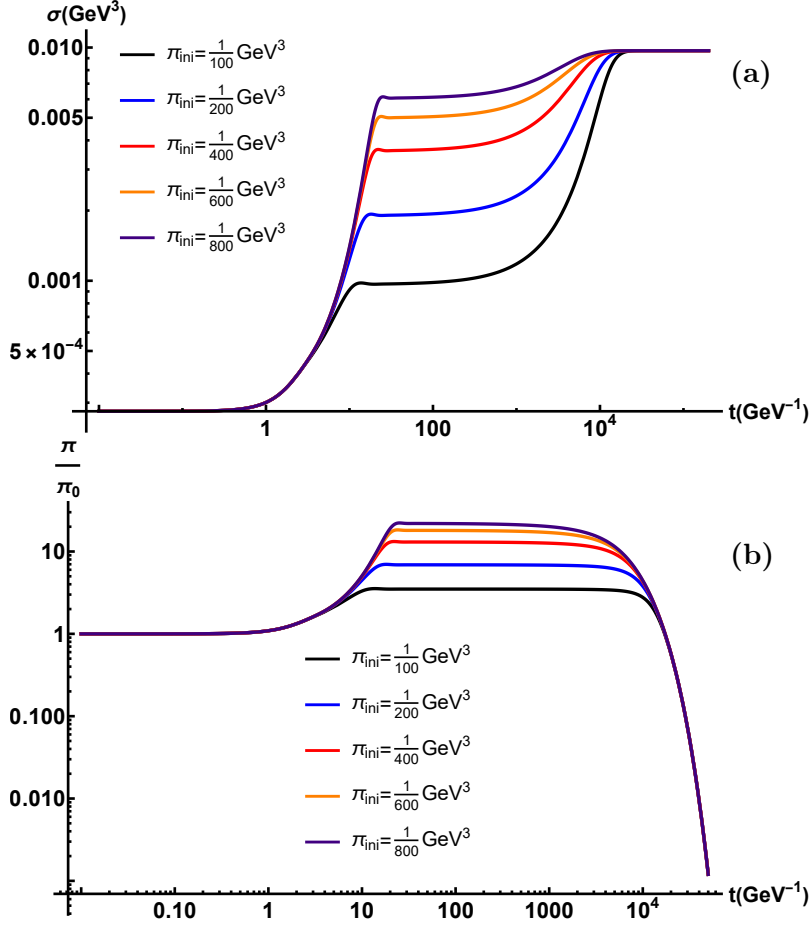 σ(GeV³)
0.010
0.005
0.001
5×10⁻⁴
π_ini=1/100 GeV³
π_ini=1/200 GeV³
π_ini=1/400 GeV³
π_ini=1/600 GeV³
π_ini=1/800 GeV³
(a)
1 100 10⁴ t(GeV⁻¹)
π/π₀
10
1
0.100
0.010
(b)
π_ini=1/100 GeV³
π_ini=1/200 GeV³
π_ini=1/400 GeV³
π_ini=1/600 GeV³
π_ini=1/800 GeV³
0.10 1 10 100 1000 10⁴ t(GeV⁻¹)